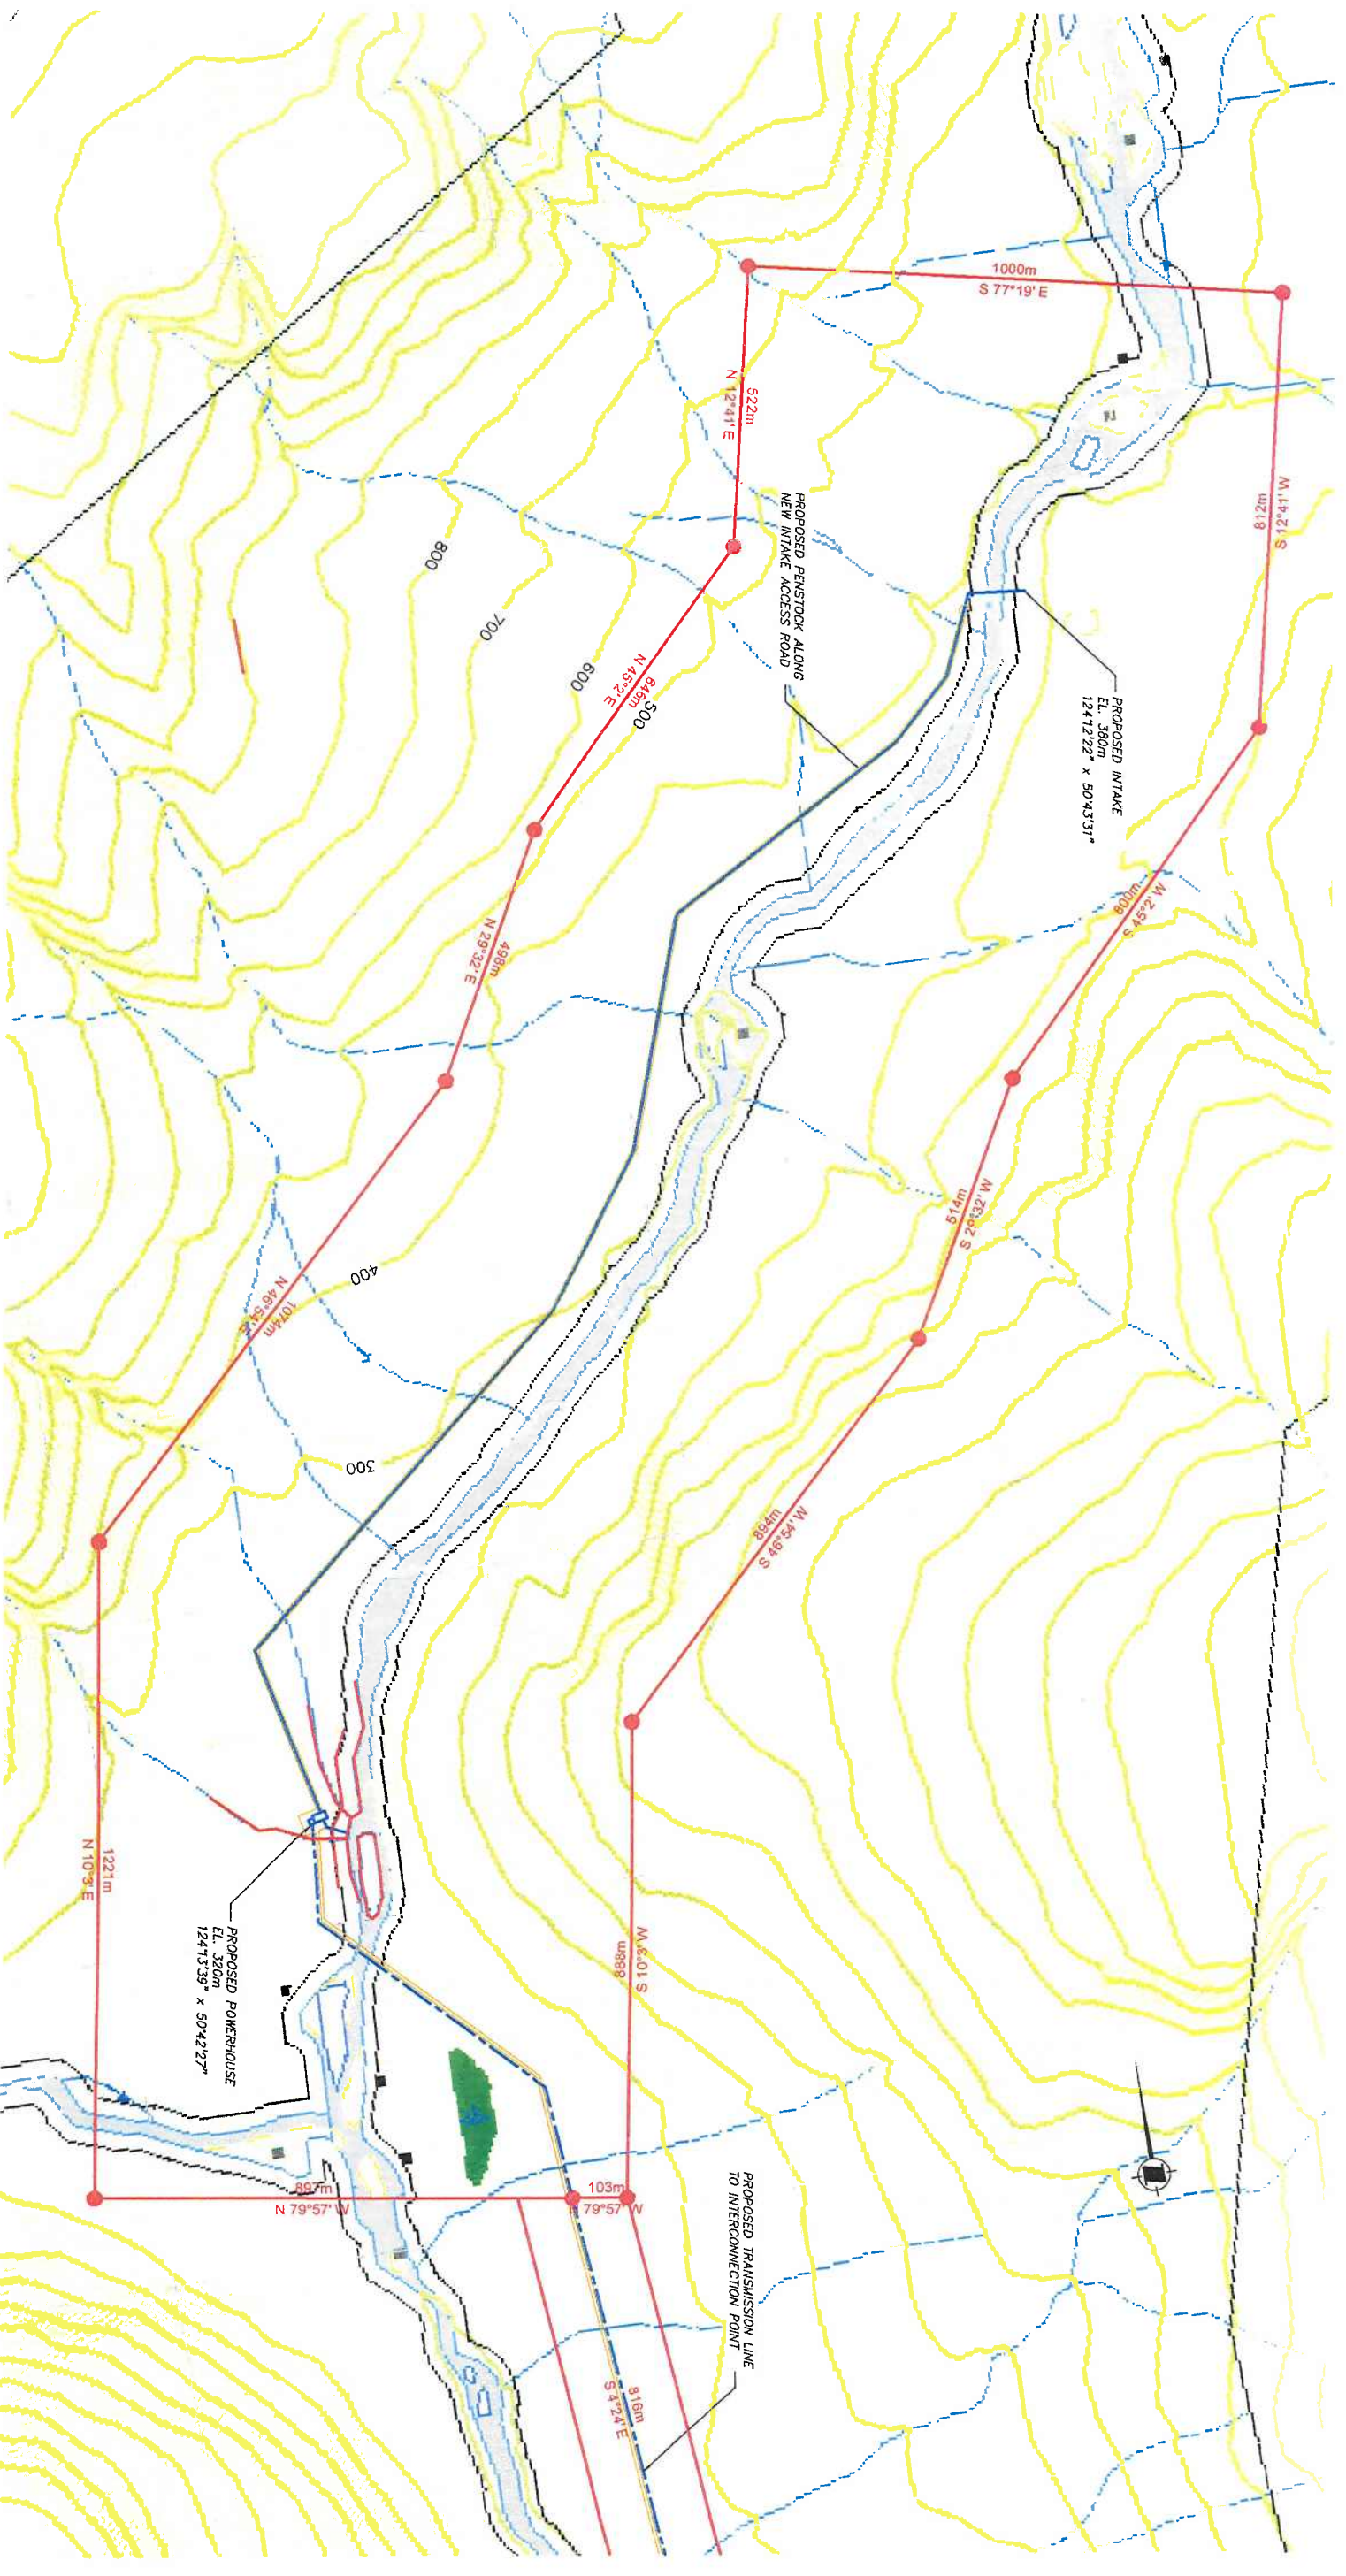 1000m
S 77°19' E
522m
N 12°41' E
812m
S 12°41' W
PROPOSED PENSTOCK ALONG
NEW INTAKE ACCESS ROAD
800
700
600
500
646m
N 45°2' E
PROPOSED INTAKE
EL. 380m
124°12'22" x 50°43'31"
800m
S 45°2' W
498m
N 29°32' E
514m
S 29°32' W
400
1074m
N 46°54' E
300
894m
S 46°54' W
1221m
N 10°3' E
888m
S 10°3' W
PROPOSED POWERHOUSE
EL. 320m
124°13'39" x 50°42'27"
897m
N 79°57' W
103m
79°57' W
PROPOSED TRANSMISSION LINE
TO INTERCONNECTION POINT
816m
S 4°24' E